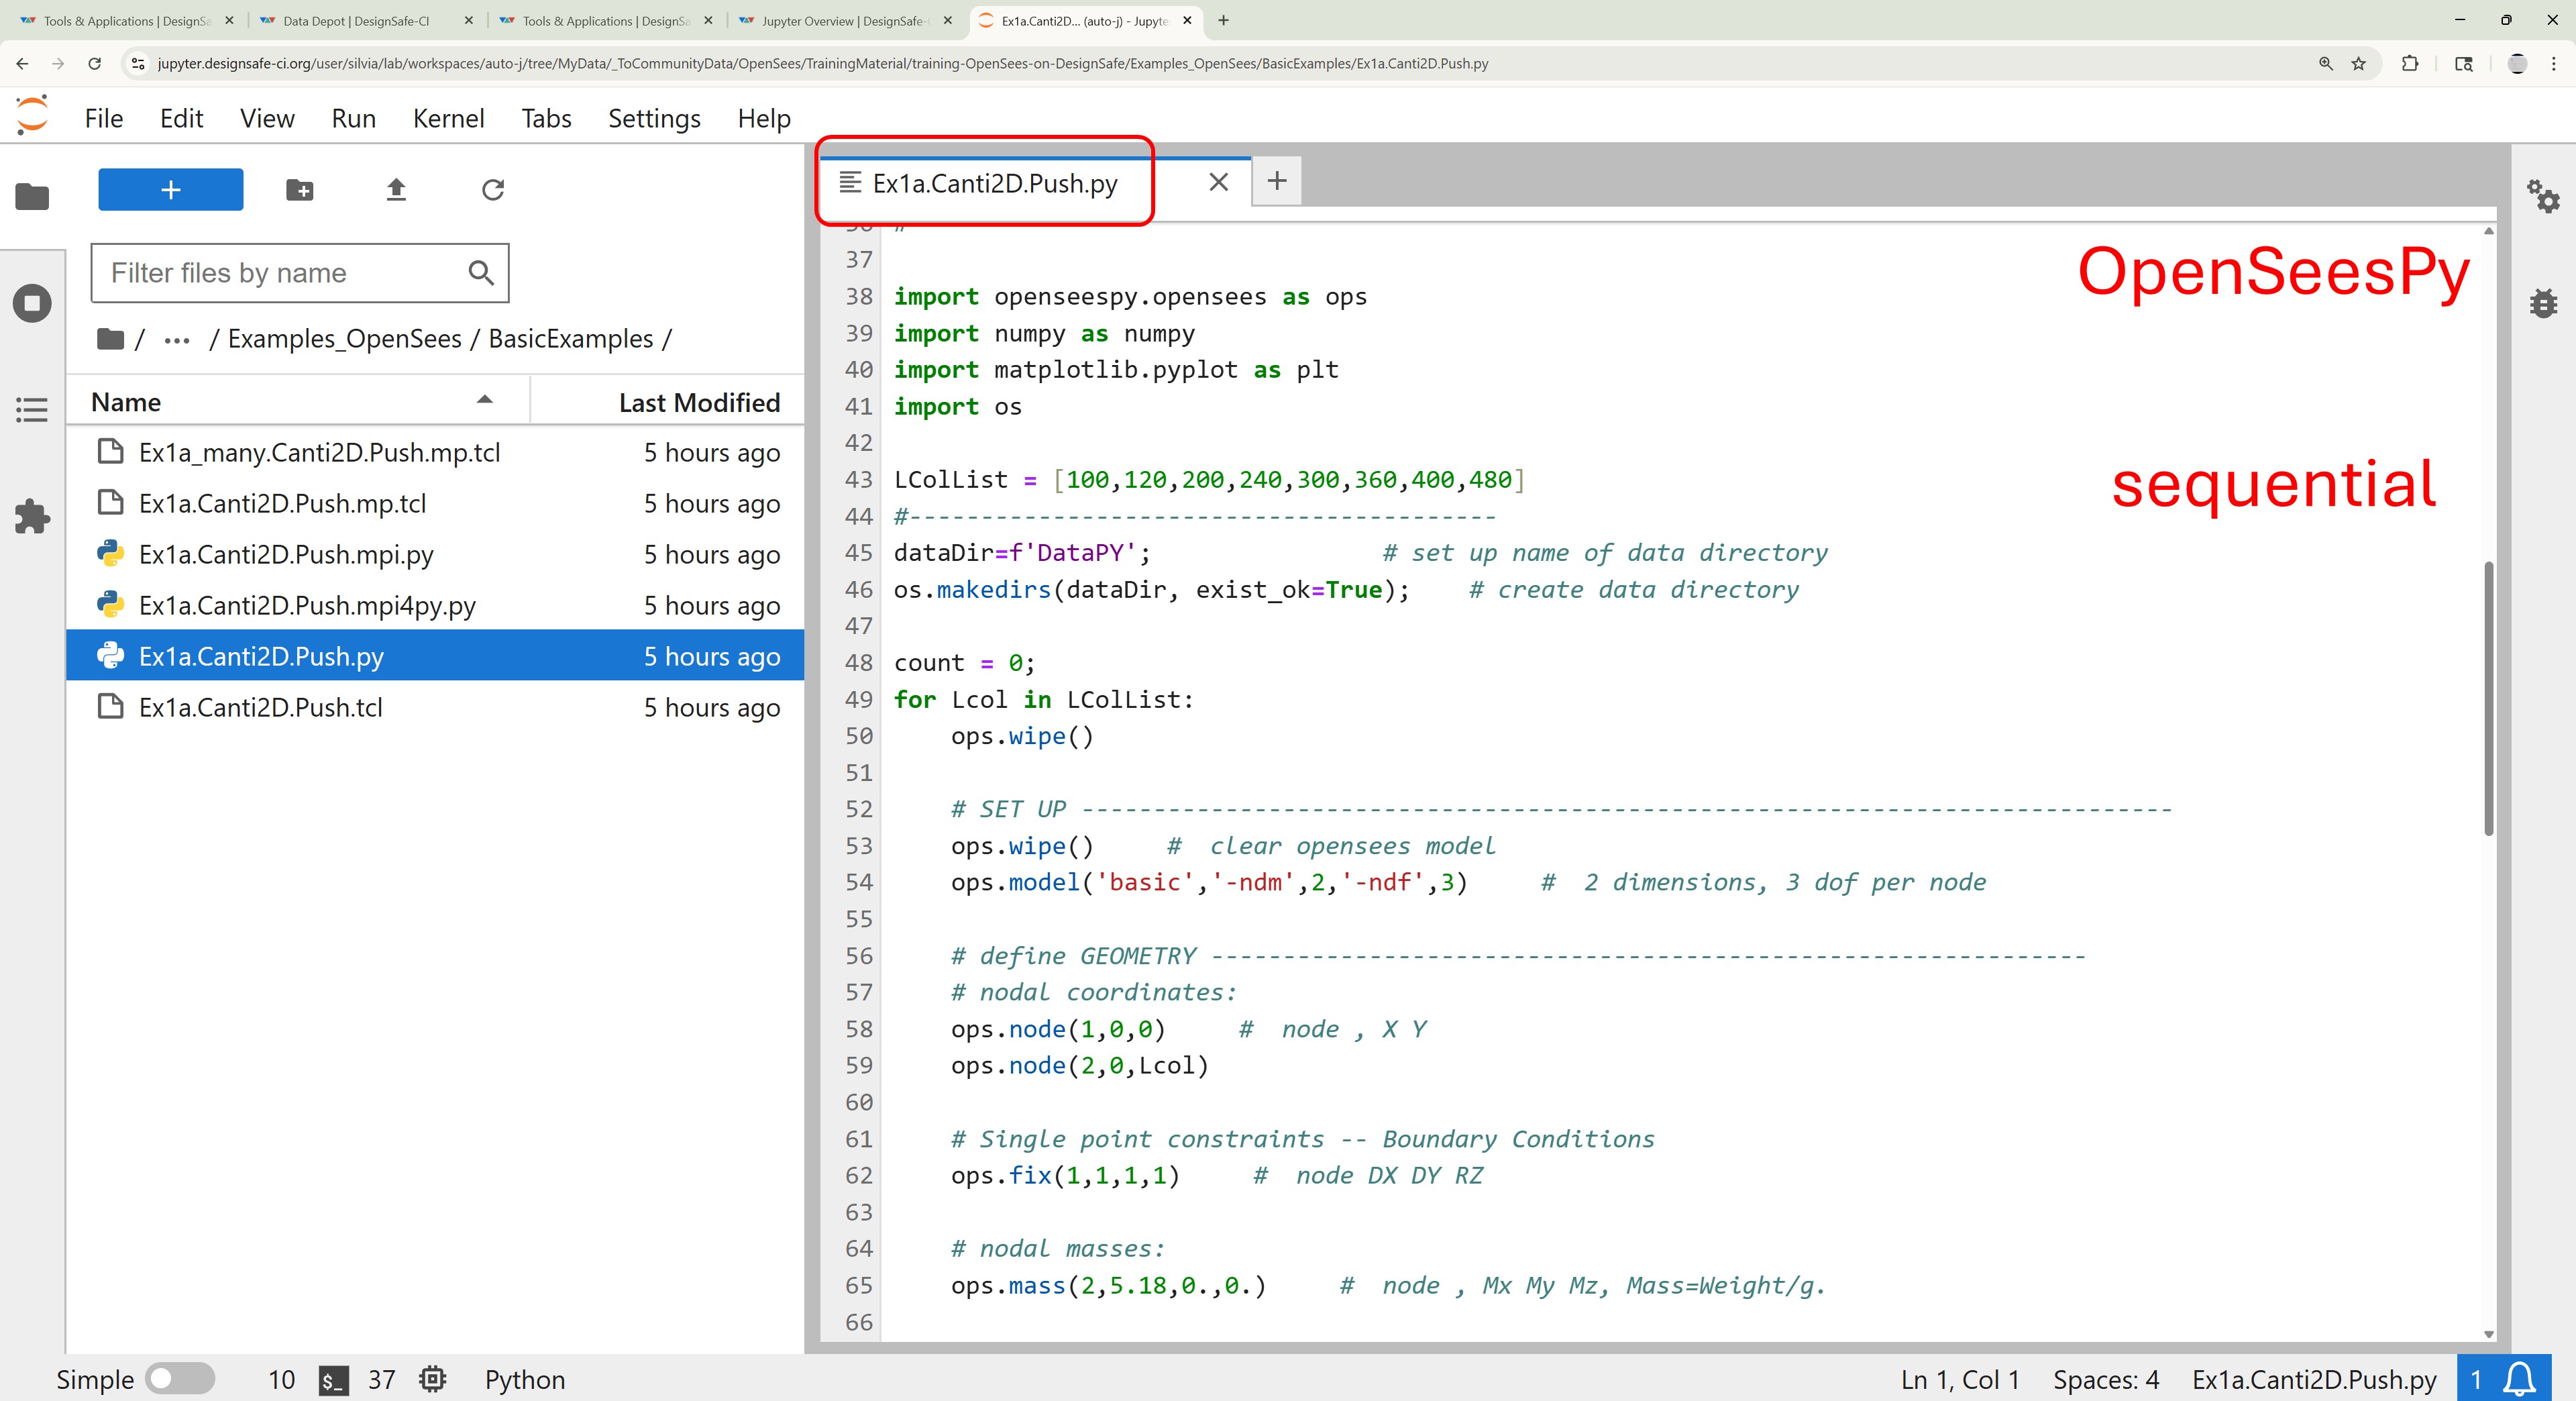 Tools & Applications | DesignSa
Data Depot | DesignSafe-CI
Tools & Applications | DesignSa
Jupyter Overview | DesignSafe-
Ex1a.Canti2D... (auto-j) - Jupyte
jupyter.designsafe-ci.org/user/silvia/lab/workspaces/auto-j/tree/MyData/_ToCommunityData/OpenSees/TrainingMaterial/training-OpenSees-on-DesignSafe/Examples_OpenSees/BasicExamples/Ex1a.Canti2D.Push.py
File Edit View Run Kernel Tabs Settings Help
Filter files by name
/ ... / Examples_OpenSees / BasicExamples /
Name Last Modified
Ex1a_many.Canti2D.Push.mp.tcl 5 hours ago
Ex1a.Canti2D.Push.mp.tcl 5 hours ago
Ex1a.Canti2D.Push.mpi.py 5 hours ago
Ex1a.Canti2D.Push.mpi4py.py 5 hours ago
Ex1a.Canti2D.Push.py 5 hours ago
Ex1a.Canti2D.Push.tcl 5 hours ago
Ex1a.Canti2D.Push.py
OpenSeesPy
sequential
36 #
37
38 import openseespy.opensees as ops
39 import numpy as numpy
40 import matplotlib.pyplot as plt
41 import os
42
43 LColList = [100,120,200,240,300,360,400,480]
44 #-----------------------------------------
45 dataDir=f'DataPY'; # set up name of data directory
46 os.makedirs(dataDir, exist_ok=True); # create data directory
47
48 count = 0;
49 for Lcol in LColList:
50 ops.wipe()
51
52 # SET UP ----------------------------------------------------------------------------
53 ops.wipe() # clear opensees model
54 ops.model('basic','-ndm',2,'-ndf',3) # 2 dimensions, 3 dof per node
55
56 # define GEOMETRY -------------------------------------------------------------
57 # nodal coordinates:
58 ops.node(1,0,0) # node , X Y
59 ops.node(2,0,Lcol)
60
61 # Single point constraints -- Boundary Conditions
62 ops.fix(1,1,1,1) # node DX DY RZ
63
64 # nodal masses:
65 ops.mass(2,5.18,0.,0.) # node , Mx My Mz, Mass=Weight/g.
66
Simple 10 $_ 37 Python
Ln 1, Col 1 Spaces: 4 Ex1a.Canti2D.Push.py 1